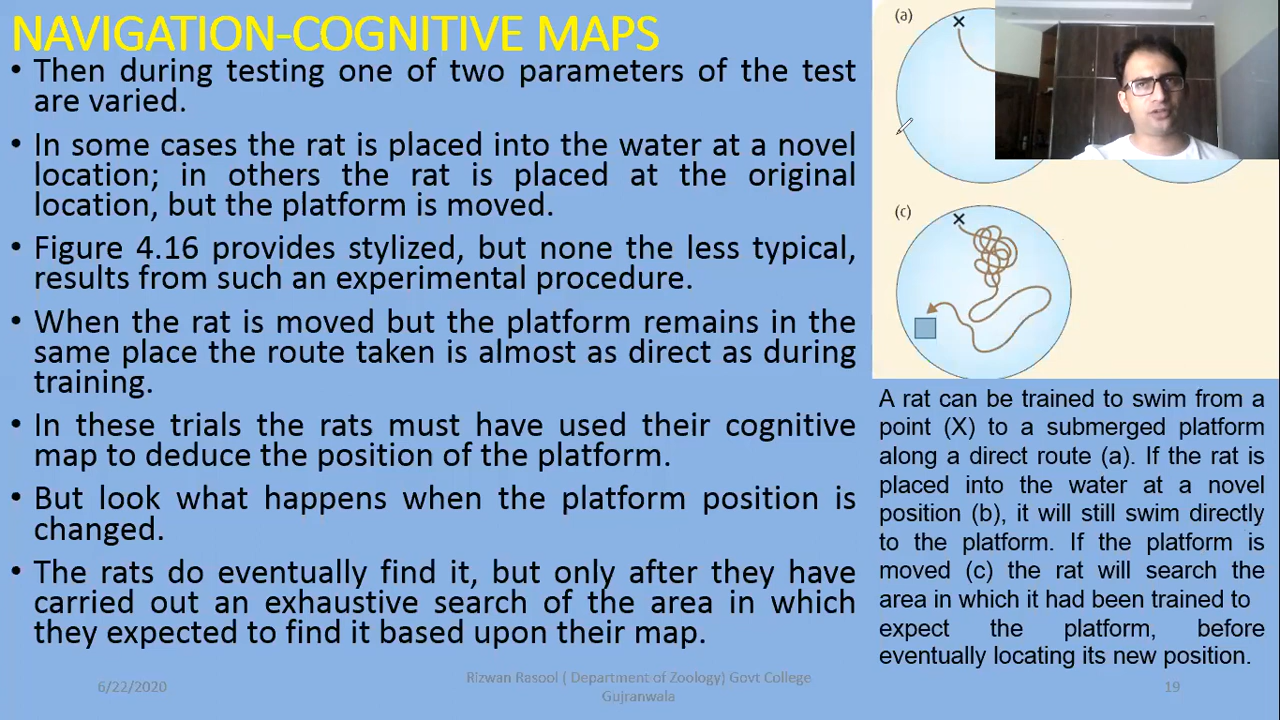 NAVIGATION-COGNITIVE MAPS
• Then during testing one of two parameters of the test
are varied.
• In some cases the rat is placed into the water at a novel
location; in others the rat is placed at the original
location, but the platform is moved.
• Figure 4.16 provides stylized, but none the less typical,
results from such an experimental procedure.
• When the rat is moved but the platform remains in the
same place the route taken is almost as direct as during
training.
• In these trials the rats must have used their cognitive
map to deduce the position of the platform.
• But look what happens when the platform position is
changed.
• The rats do eventually find it, but only after they have
carried out an exhaustive search of the area in which
they expected to find it based upon their map.
(a)
X
(c)
X
A rat can be trained to swim from a
point (X) to a submerged platform
along a direct route (a). If the rat is
placed into the water at a novel
position (b), it will still swim directly
to the platform. If the platform is
moved (c) the rat will search the
area in which it had been trained to
expect the platform, before
eventually locating its new position.
6/22/2020
Rizwan Rasool ( Department of Zoology) Govt College
Gujranwala
19